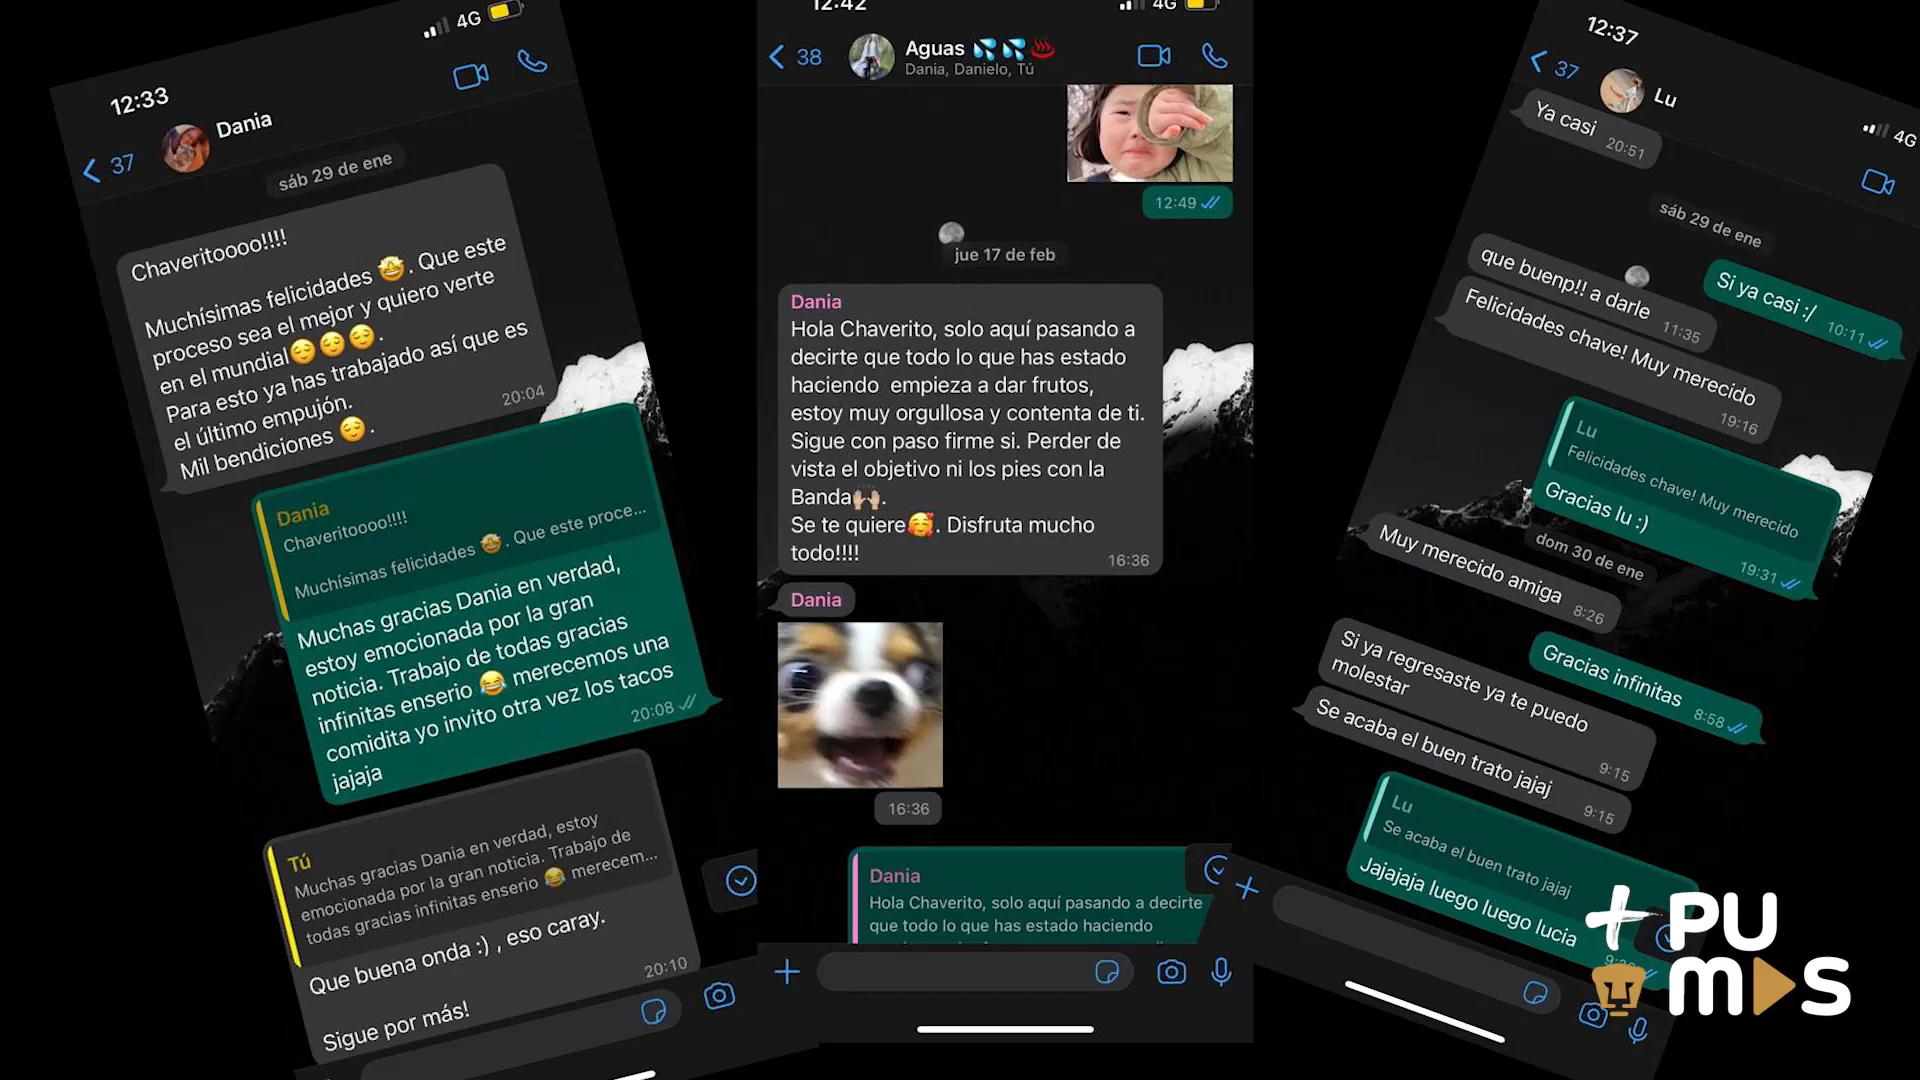 4G
12:33
37
Dania
sáb 29 de ene
Chaveritoooo!!!!
Muchísimas felicidades 🤩. Que este
proceso sea el mejor y quiero verte
en el mundial😌😌😌.
Para esto ya has trabajado así que es
el último empujón.
Mil bendiciones 😌.
20:04
Dania
Chaveritoooo!!!!
Muchísimas felicidades 🤩. Que este proce...
Muchas gracias Dania en verdad,
estoy emocionada por la gran
noticia. Trabajo de todas gracias
infinitas enserio 😂 merecemos una
comidita yo invito otra vez los tacos
jajaja
20:08
Tú
Muchas gracias Dania en verdad, estoy
emocionada por la gran noticia. Trabajo de
todas gracias infinitas enserio 😂 merecem...
Que buena onda :) , eso caray.
Sigue por más!
20:10
12:42
4G
38
Aguas 💦💦♨️
Dania, Danielo, Tú
12:49
jue 17 de feb
Dania
Hola Chaverito, solo aquí pasando a
decirte que todo lo que has estado
haciendo  empieza a dar frutos,
estoy muy orgullosa y contenta de ti.
Sigue con paso firme si. Perder de
vista el objetivo ni los pies con la
Banda🙌🏼.
Se te quiere🥰. Disfruta mucho
todo!!!!
16:36
Dania
16:36
Dania
Hola Chaverito, solo aquí pasando a decirte
que todo lo que has estado haciendo
12:37
4G
37
Lu
Ya casi
20:51
sáb 29 de ene
Si ya casi :/
10:11
que buenp!! a darle
11:35
Felicidades chave! Muy merecido
19:16
Lu
Felicidades chave! Muy merecido
Gracias lu :)
19:31
dom 30 de ene
Muy merecido amiga
8:26
Gracias infinitas
8:58
Si ya regresaste ya te puedo
molestar
9:15
Se acaba el buen trato jajaj
9:15
Lu
Se acaba el buen trato jajaj
Jajajaja luego luego lucia
+PU
MAS